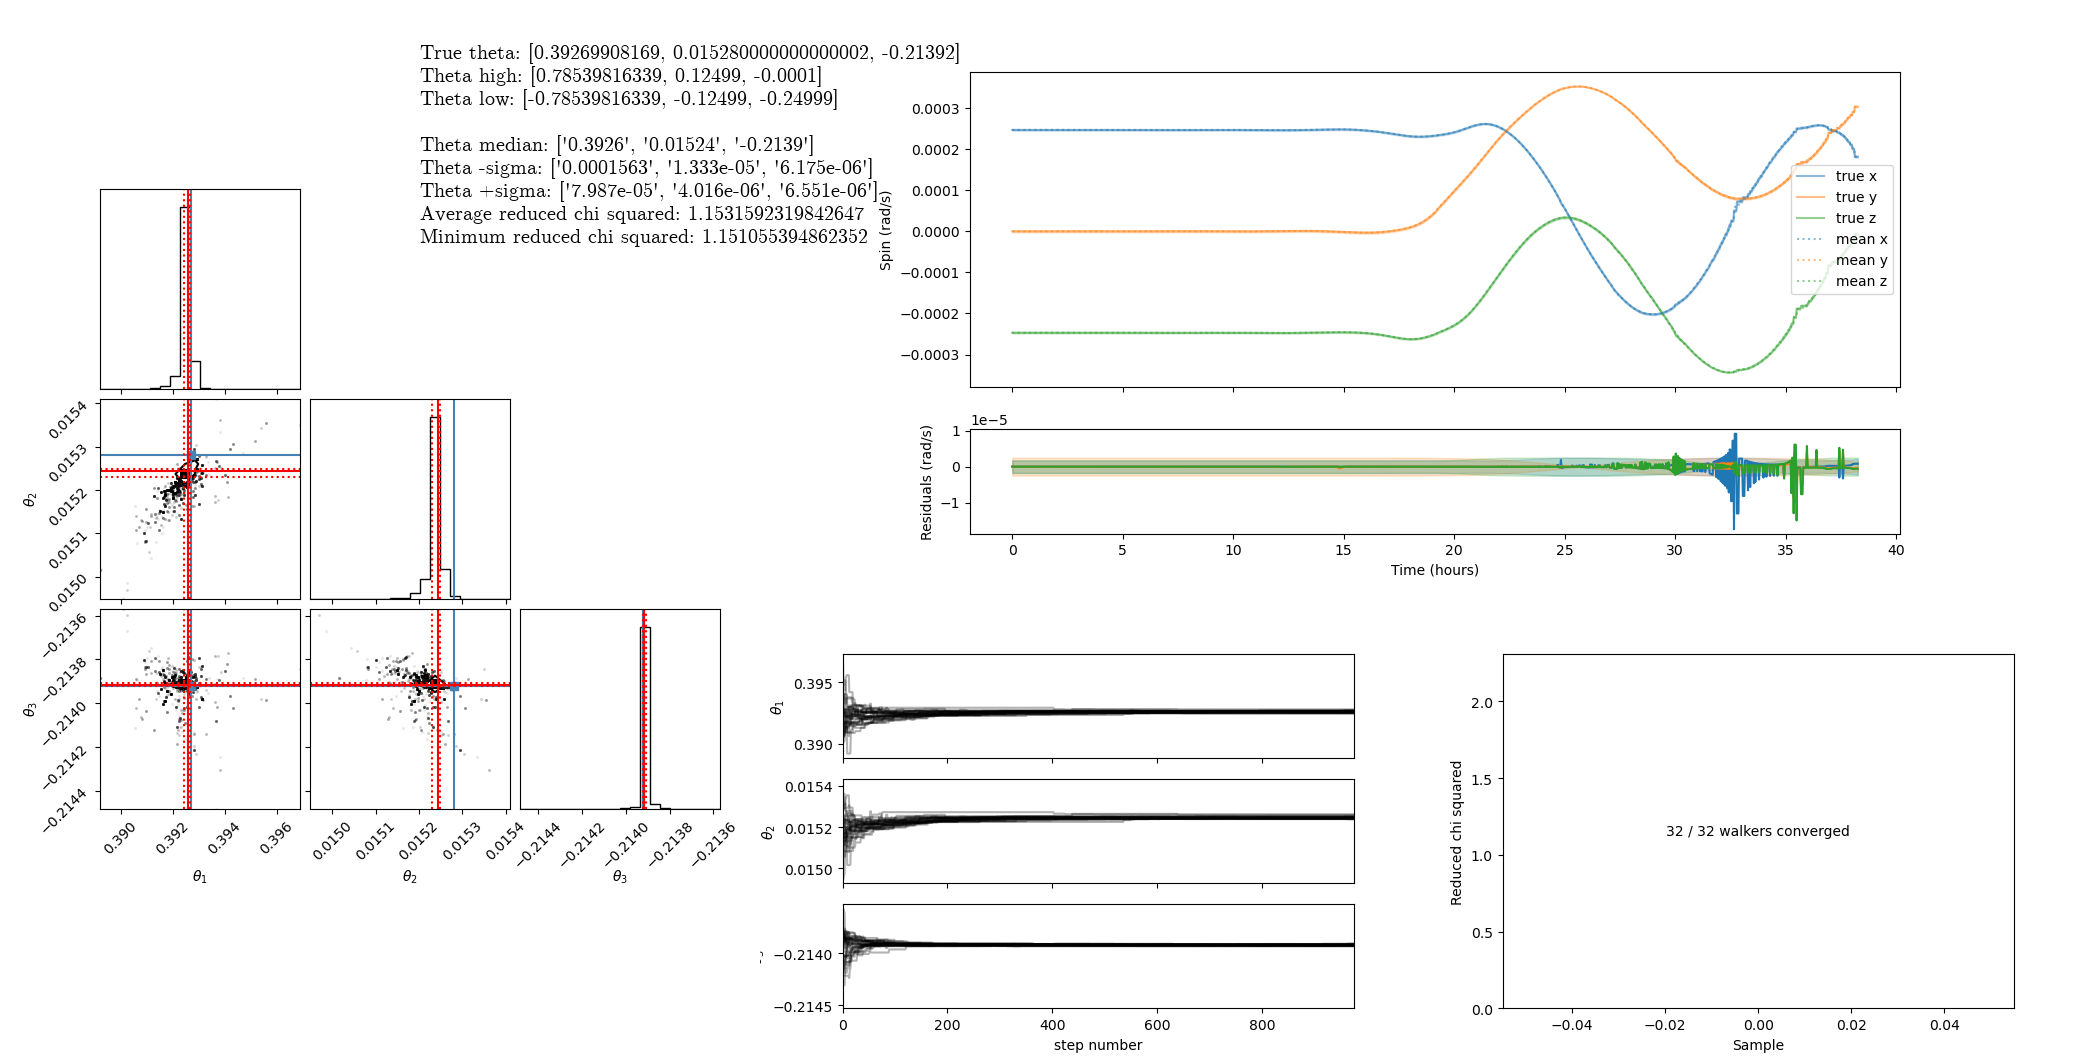 True theta: [0.39269908169, 0.015280000000000002, -0.21392]
Theta high: [0.78539816339, 0.12499, -0.0001]
Theta low: [-0.78539816339, -0.12499, -0.24999]
Theta median: ['0.3926', '0.01524', '-0.2139']
Theta -sigma: ['0.0001563', '1.333e-05', '6.175e-06']
Theta +sigma: ['7.987e-05', '4.016e-06', '6.551e-06']
Average reduced chi squared: 1.1531592319842647
Minimum reduced chi squared: 1.151055394862352
Spin (rad/s)
0.0003
0.0002
0.0001
0.0000
−0.0001
−0.0002
−0.0003
true x
true y
true z
mean x
mean y
mean z
1e−5
Residuals (rad/s)
1
0
−1
0 5 10 15 20 25 30 35 40
Time (hours)
θ2
0.0154
0.0153
0.0152
0.0151
0.0150
θ3
−0.2136
−0.2138
−0.2140
−0.2142
−0.2144
0.390 0.392 0.394 0.396
θ1
0.0150 0.0151 0.0152 0.0153 0.0154
θ2
−0.2144 −0.2142 −0.2140 −0.2138 −0.2136
θ3
θ1
0.395
0.390
θ2
0.0154
0.0152
0.0150
−0.2140
−0.2145
0 200 400 600 800
step number
Reduced chi squared
2.0
1.5
1.0
0.5
0.0
32 / 32 walkers converged
−0.04 −0.02 0.00 0.02 0.04
Sample